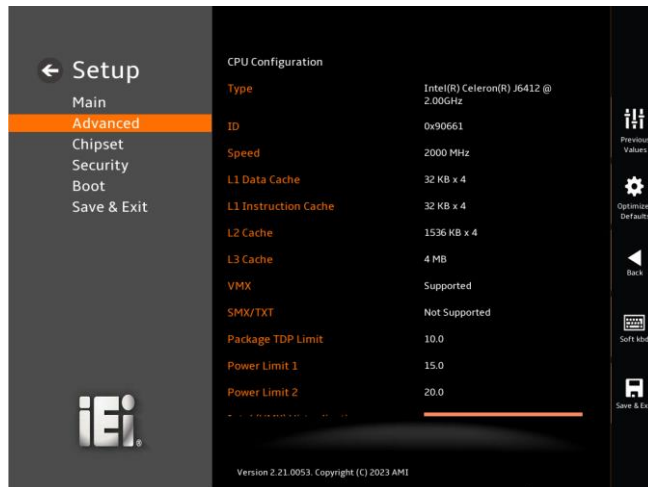 Setup
Main
Advanced
Chipset
Security
Boot
Save & Exit
iEi
CPU Configuration
Type Intel(R) Celeron(R) J6412 @
2.00GHz
ID 0x90661
Speed 2000 MHz
L1 Data Cache 32 KB x 4
L1 Instruction Cache 32 KB x 4
L2 Cache 1536 KB x 4
L3 Cache 4 MB
VMX Supported
SMX/TXT Not Supported
Package TDP Limit 10.0
Power Limit 1 15.0
Power Limit 2 20.0
Version 2.21.0053. Copyright (C) 2023 AMI
Previous
Values
Optimize
Defaults
Back
Soft kbd
Save & Ex